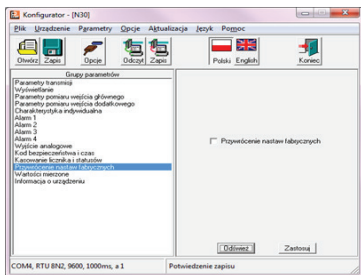 Konfigurator - [N30]
Plik Urządzenie Parametry Opcje Aktualizacja Język Pomoc
Otwórz Zapis Opcje Odczyt Zapis Polski English Koniec
Grupy parametrów
Parametry transmisji
Wyświetlanie
Parametry pomiaru wejścia głównego
Parametry pomiaru wejścia dodatkowego
Charakterystyka indywidualna
Alarm 1
Alarm 2
Alarm 3
Alarm 4
Wyjście analogowe
Kod bezpieczeństwa i czas
Kasowanie licznika i statusów
Przywrócenie nastaw fabrycznych
Wartości mierzone
Informacja o urządzeniu
Przywrócenie nastaw fabrycznych
Odśwież Zastosuj
COM4, RTU 8N2, 9600, 1000ms, a 1 Potwiedzenie zapisu